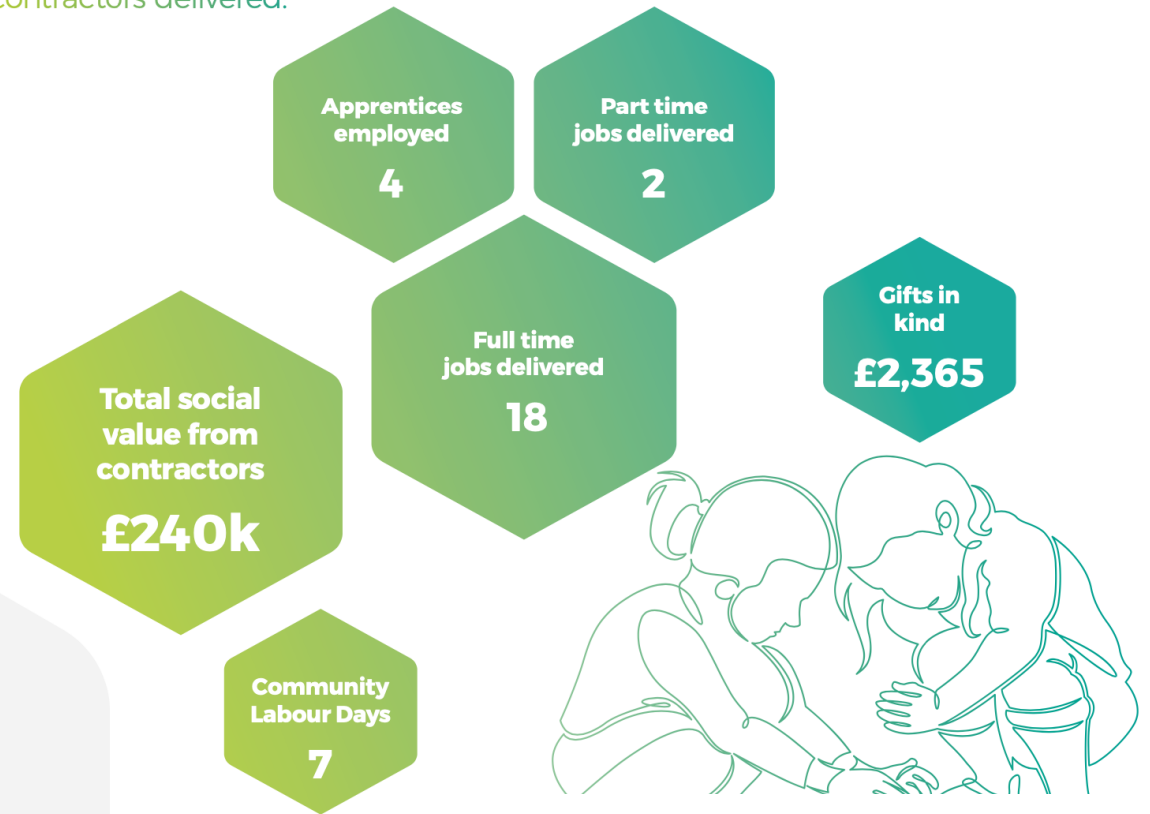 contractors delivered:
Apprentices
employed
4
Part time
jobs delivered
2
Full time
jobs delivered
18
Gifts in
kind
£2,365
Total social
value from
contractors
£240k
Community
Labour Days
7